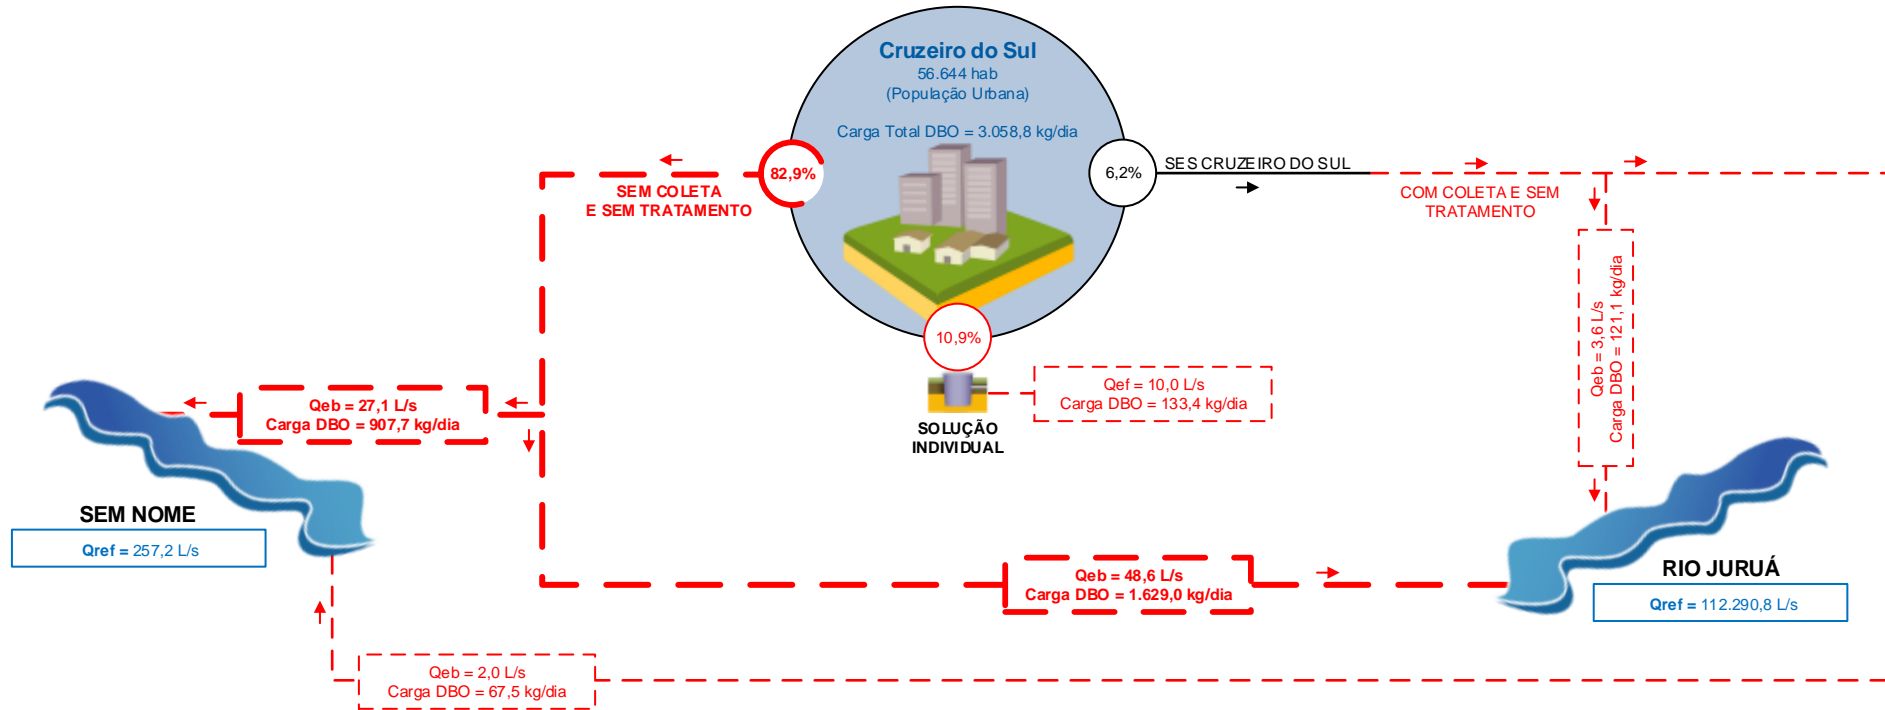 Cruzeiro do Sul
56.644 hab
(População Urbana)
Carga Total DBO = 3.058,8 kg/dia
82,9%
6,2%
SES CRUZEIRO DO SUL
SEM COLETA
E SEM TRATAMENTO
COM COLETA E SEM
TRATAMENTO
Qeb = 3,6 L/s
Carga DBO = 121,1 kg/dia
10,9%
Qef = 10,0 L/s
Carga DBO = 133,4 kg/dia
SOLUÇÃO
INDIVIDUAL
Qeb = 27,1 L/s
Carga DBO = 907,7 kg/dia
SEM NOME
Qref = 257,2 L/s
Qeb = 48,6 L/s
Carga DBO = 1.629,0 kg/dia
RIO JURUÁ
Qref = 112.290,8 L/s
Qeb = 2,0 L/s
Carga DBO = 67,5 kg/dia